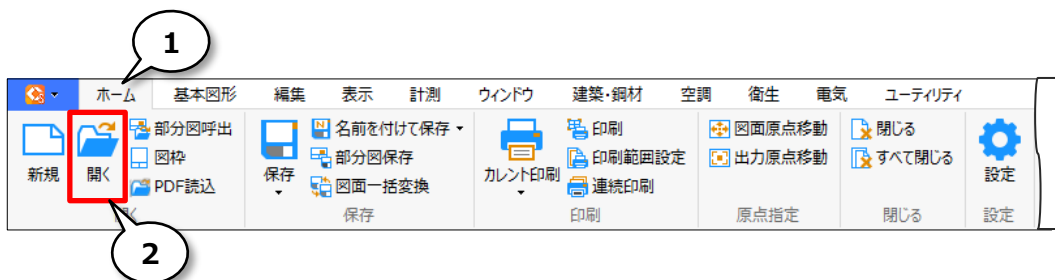 1
ホーム 基本図形 編集 表示 計測 ウィンドウ 建築・鋼材 空調 衛生 電気 ユーティリティ
新規
開く
部分図呼出
図枠
PDF読込
保存
名前を付けて保存
部分図保存
図面一括変換
保存
カレント印刷
印刷
印刷範囲設定
連続印刷
印刷
図面原点移動
出力原点移動
原点指定
閉じる
すべて閉じる
閉じる
設定
設定
2